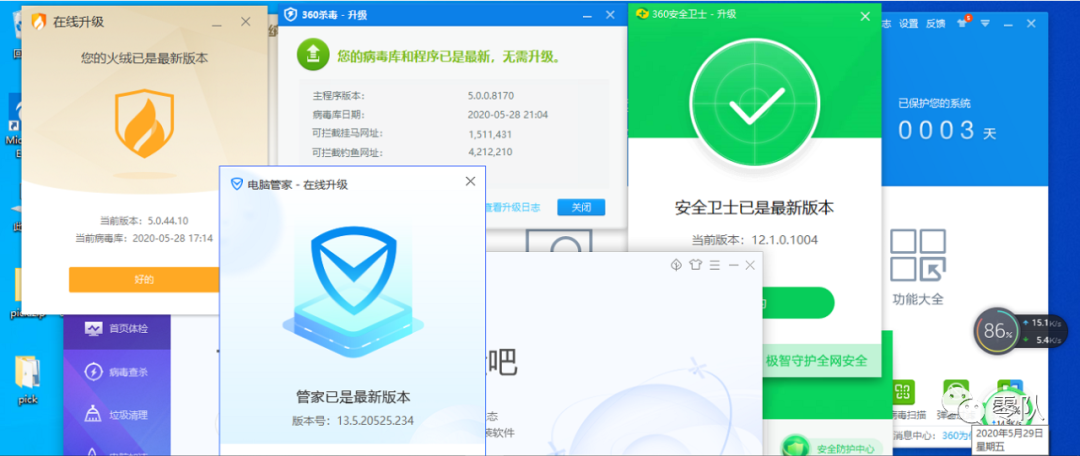 在线升级
您的火绒已是最新版本
当前版本：5.0.44.10
当前病毒库：2020-05-28 17:14
好的
360杀毒 - 升级
您的病毒库和程序已是最新，无需升级。
主程序版本：
5.0.0.8170
病毒库日期：
2020-05-28 21:04
可拦截挂马网址：
1,511,431
可拦截钓鱼网址：
4,212,210
查看升级日志
关闭
电脑管家 - 在线升级
管家已是最新版本
版本号：13.5.20525.234
360安全卫士 - 升级
安全卫士已是最新版本
当前版本：12.1.0.1004
极智守护全网安全
安全防护中心
志 设置 反馈
5
已保护您的系统
0003 天
功能大全
86%
15.1K/s
5.4K/s
吧
态
软件
首页体检
病毒查杀
垃圾清理
pick
消息中心：
零队
2020年5月29日
星期五